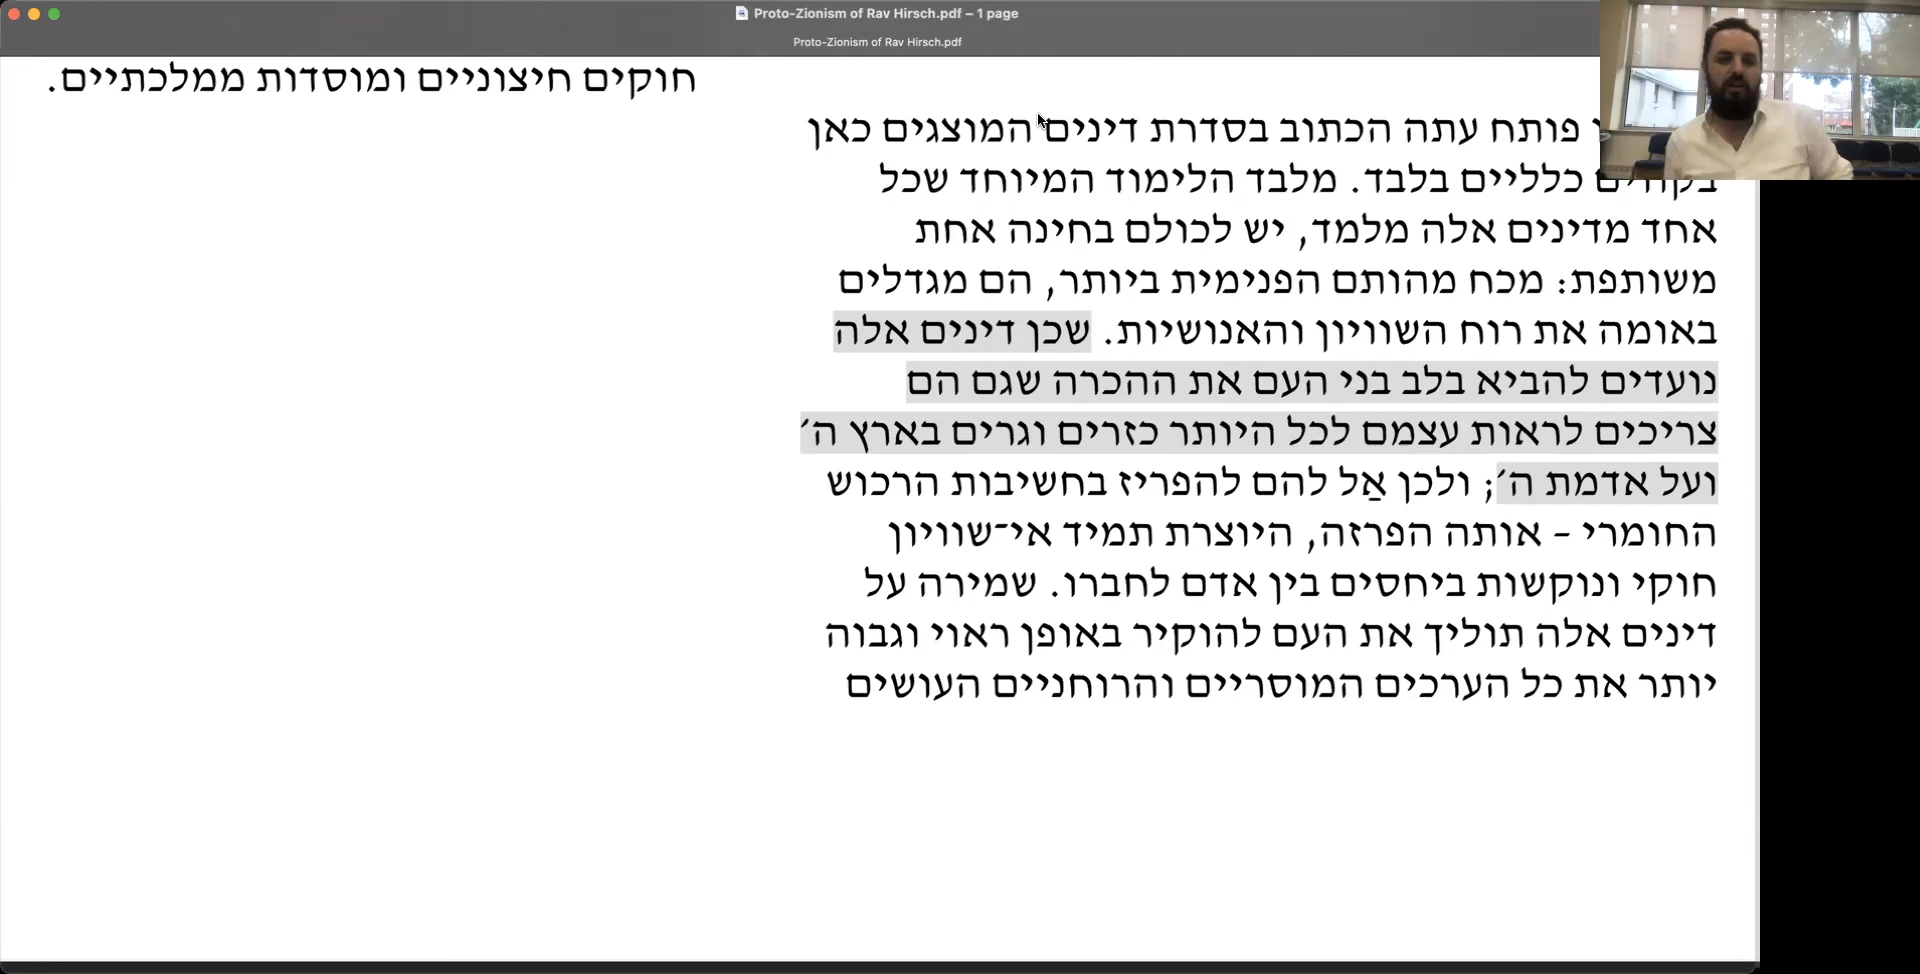 Proto-Zionism of Rav Hirsch.pdf – 1 page
Proto-Zionism of Rav Hirsch.pdf
חוקים חיצוניים ומוסדות ממלכתיים.
פותח עתה הכתוב בסדרת דינים המוצגים כאן
כלליים בלבד. מלבד הלימוד המיוחד שכל
אחד מדינים אלה מלמד, יש לכולם בחינה אחת
משותפת: מכח מהותם הפנימית ביותר, הם מגדלים
באומה את רוח השוויון והאנושיות. שכן דינים אלה
נועדים להביא בלב בני העם את ההכרה שגם הם
צריכים לראות עצמם לכל היותר כזרים וגרים בארץ ה׳
ועל אדמת ה׳; ולכן אַל להם להפריז בחשיבות הרכוש
החומרי – אותה הפרזה, היוצרת תמיד אי־שוויון
חוקי ונוקשות ביחסים בין אדם לחברו. שמירה על
דינים אלה תוליך את העם להוקיר באופן ראוי וגבוה
יותר את כל הערכים המוסריים והרוחניים העושים